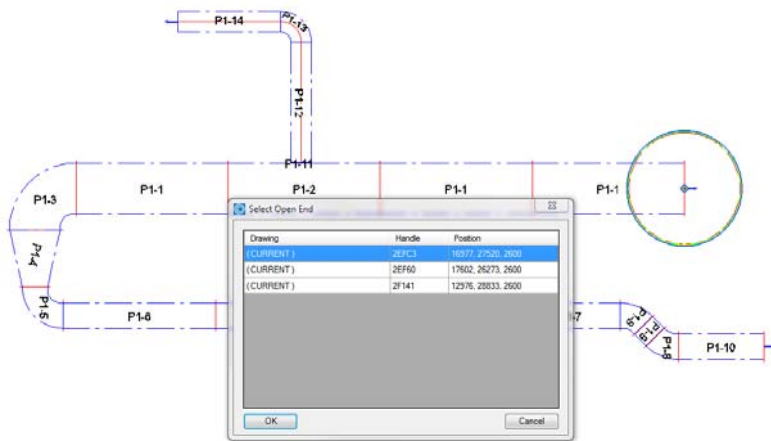 P1-14
P1-13
P1-12
P1-11
P1-3
P1-1
P1-2
P1-1
P1-1
P1-4
P1-5
P1-6
Select Open End
Drawing Handle Position
(CURRENT) 2EFC3 16977, 27520, 2600
(CURRENT) 2EF60 17602, 26273, 2600
(CURRENT) 2F141 12976, 28833, 2600
OK Cancel
-7
P1-8
P1-9
P1-8
P1-10